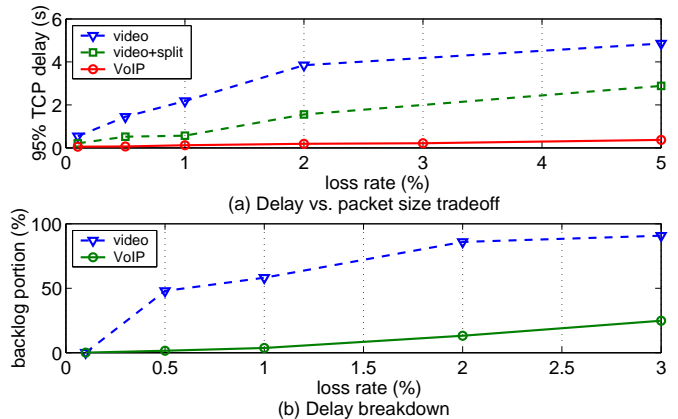 6
4
2
0
95% TCP delay (s)
video
video+split
VoIP
0 1 2 3 4 5
loss rate (%)
(a) Delay vs. packet size tradeoff
100
50
0
backlog portion (%)
video
VoIP
0 0.5 1 1.5 2 2.5 3
loss rate (%)
(b) Delay breakdown